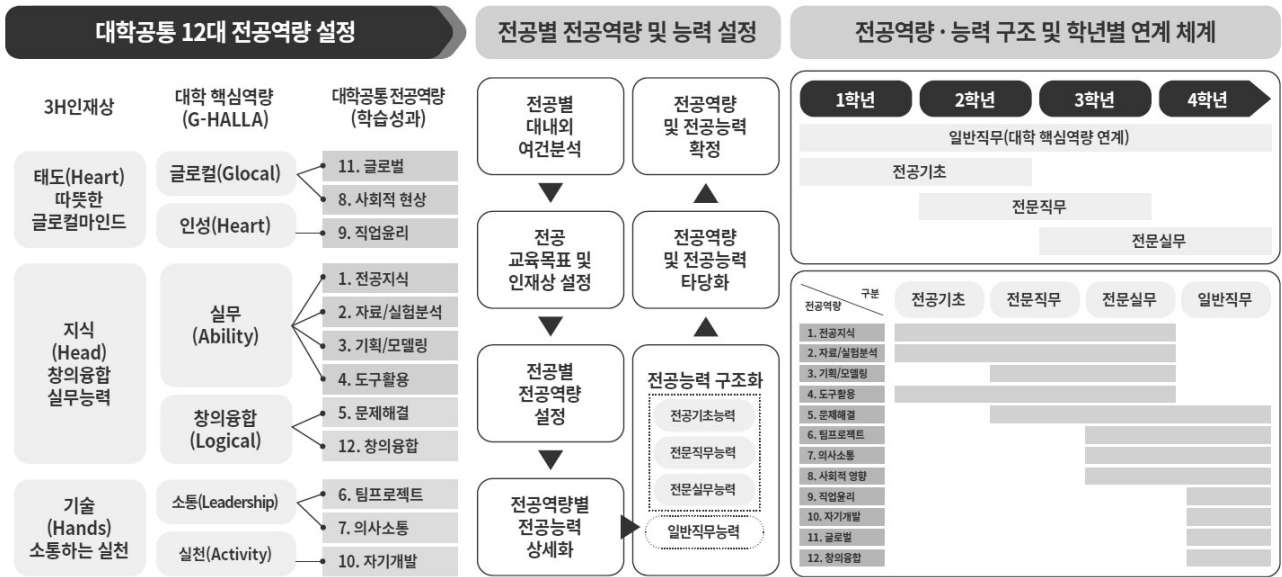 대학공통 12대 전공역량 설정
3H인재상
대학 핵심역량
(G-HALLA)
대학공통 전공역량
(학습성과)
태도(Heart)
따뜻한
글로컬마인드
글로컬(Glocal)
인성(Heart)
11. 글로벌
8. 사회적 현상
9. 직업윤리
지식
(Head)
창의융합
실무능력
실무
(Ability)
창의융합
(Logical)
1. 전공지식
2. 자료/실험분석
3. 기획/모델링
4. 도구활용
5. 문제해결
12. 창의융합
기술
(Hands)
소통하는 실천
소통(Leadership)
실천(Activity)
6. 팀프로젝트
7. 의사소통
10. 자기개발
전공별 전공역량 및 능력 설정
전공별
대내외
여건분석
전공
교육목표 및
인재상 설정
전공별
전공역량
설정
전공역량별
전공능력
상세화
전공능력 구조화
전공기초능력
전문직무능력
전문실무능력
일반직무능력
전공역량
및 전공능력
타당화
전공역량
및 전공능력
확정
전공역량 · 능력 구조 및 학년별 연계 체계
1학년 2학년 3학년 4학년
일반직무(대학 핵심역량 연계)
전공기초
전문직무
전문실무
구분
전공역량
전공기초 전문직무 전문실무 일반직무
1. 전공지식
2. 자료/실험분석
3. 기획/모델링
4. 도구활용
5. 문제해결
6. 팀프로젝트
7. 의사소통
8. 사회적 영향
9. 직업윤리
10. 자기개발
11. 글로벌
12. 창의융합